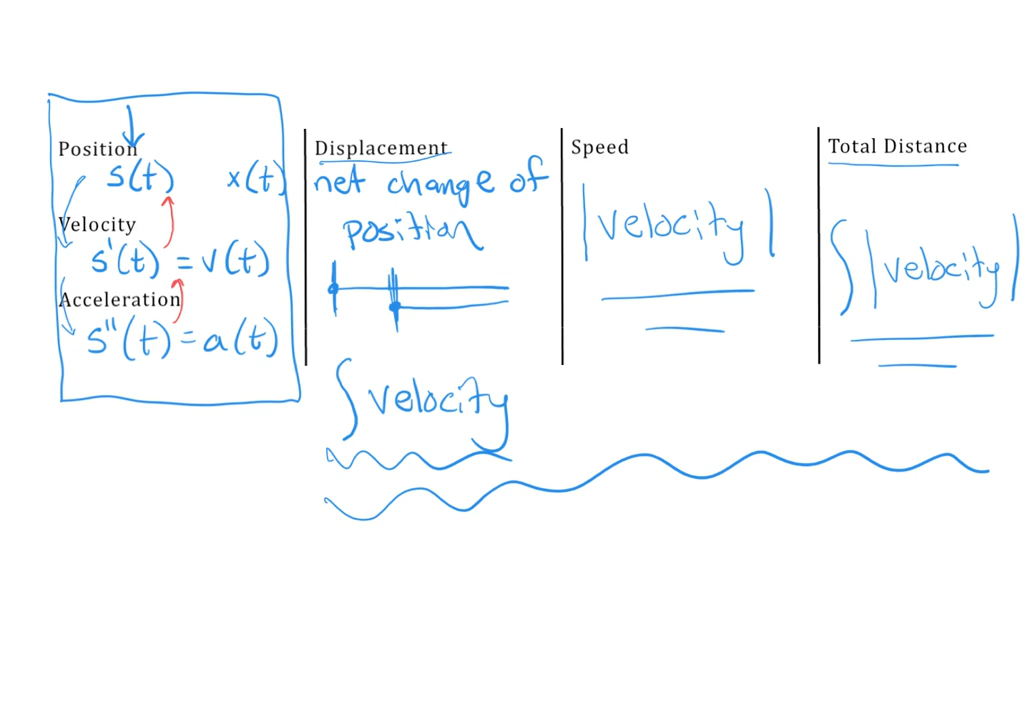 Position
s(t) x(t)
Velocity
s'(t) = v(t)
Acceleration
s''(t) = a(t)
Displacement
net change of
position
∫ velocity
Speed
|velocity|
Total Distance
∫ |velocity|